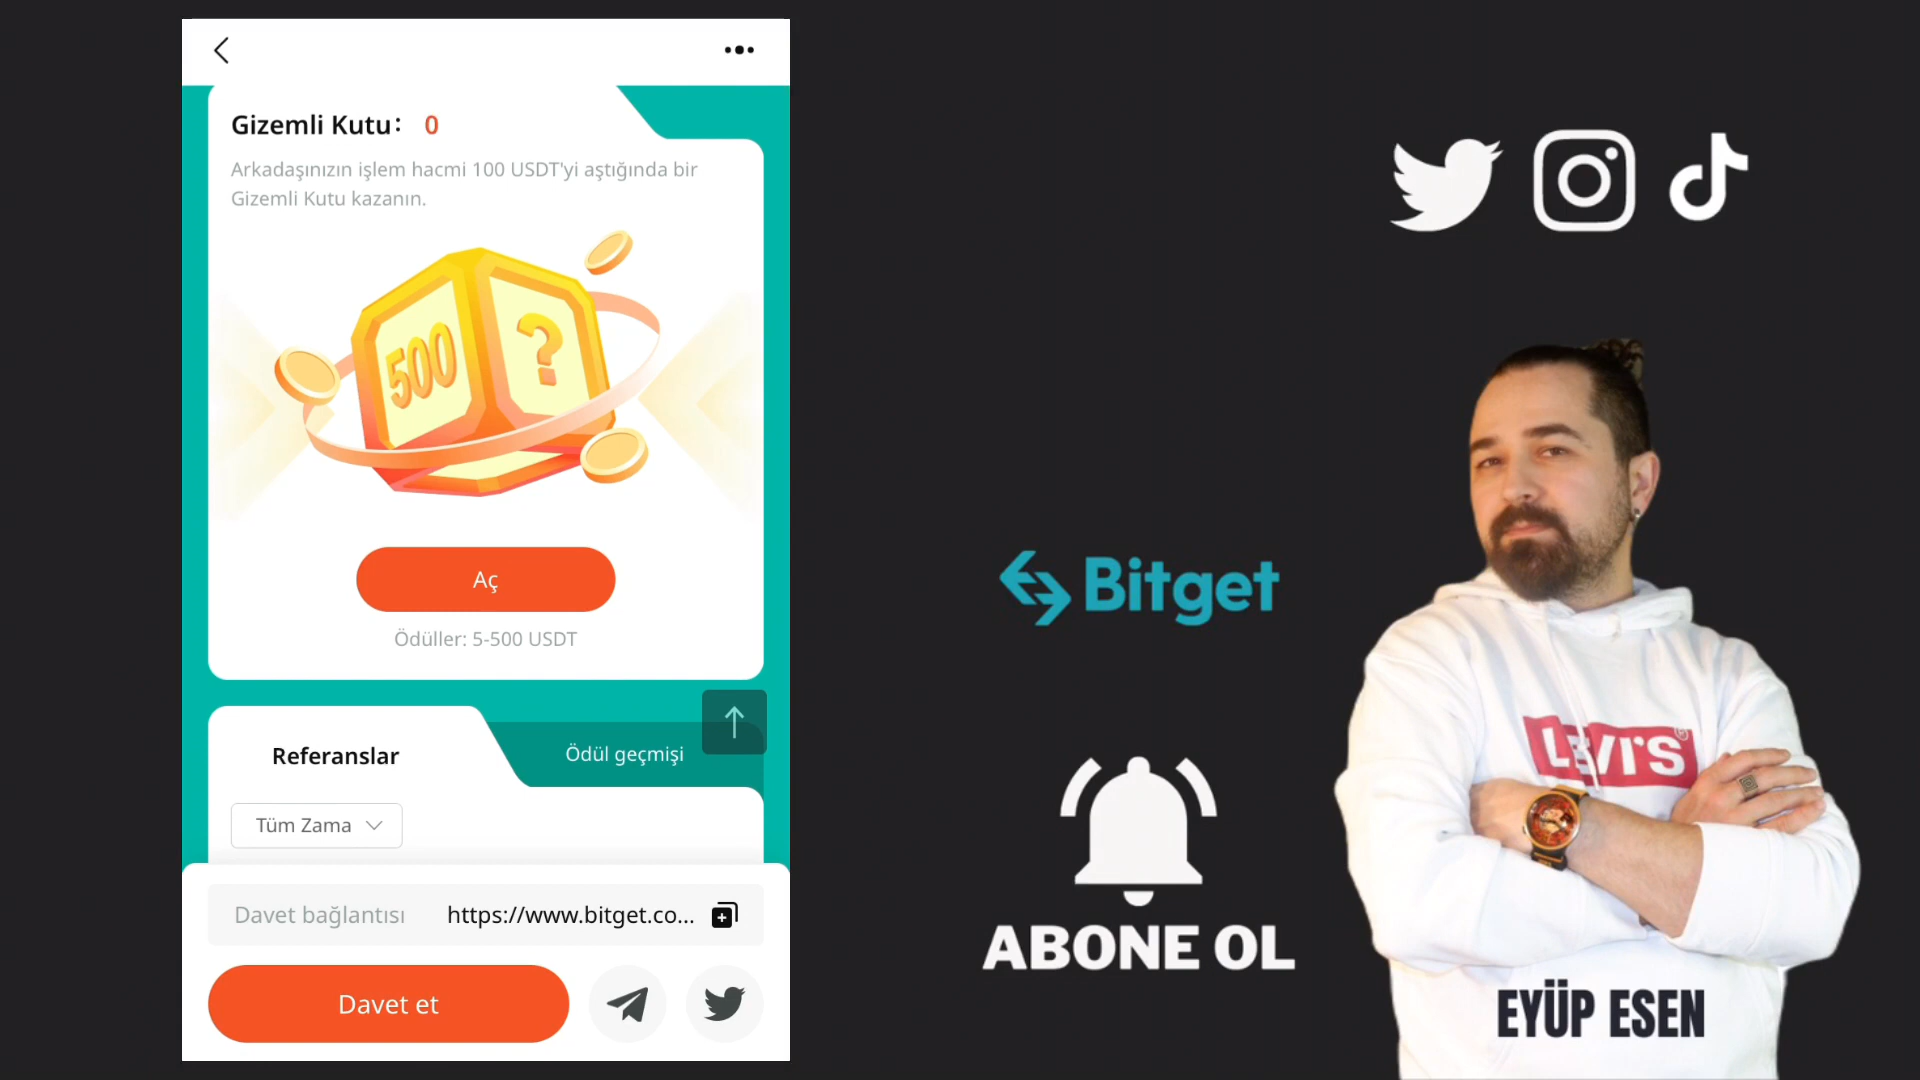 Gizemli Kutu: 0
Arkadaşınızın işlem hacmi 100 USDT'yi aştığında bir
Gizemli Kutu kazanın.
500 ?
Aç
Ödüller: 5-500 USDT
Referanslar
Ödül geçmişi
Tüm Zama
Davet bağlantısı https://www.bitget.co...
Davet et
Bitget
ABONE OL
LEVI'S
EYÜP ESEN